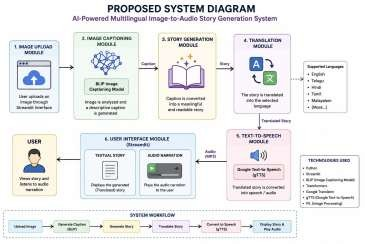 PROPOSED SYSTEM DIAGRAM
AI-Powered Multilingual Image-to-Audio Story Generation System
1. IMAGE UPLOAD
MODULE
User uploads an
image through
Streamlit Interface
2. IMAGE CAPTIONING
MODULE
BLIP Image
Captioning Model
Image is analyzed and
a descriptive caption
is generated
Caption
3. STORY GENERATION
MODULE
Caption is converted
into a meaningful
and readable story
Story
4. TRANSLATION
MODULE
The story is translated
into the selected
language
Supported Languages
• English
• Telugu
• Hindi
• Tamil
• Malayalam
• (More...)
Translated Story
5. TEXT-TO-SPEECH
MODULE
Google Text-to-Speech
(gTTS)
Translated story is converted
into speech / audio
Audio
(MP3)
6. USER INTERFACE MODULE
(Streamlit)
TEXTUAL STORY
Displays the generated
(Translated) story
AUDIO NARRATION
Plays the audio narration
to the user
USER
Views story and
listens to audio
narration
TECHNOLOGIES USED
• Python
• Streamlit
• BLIP (Image Captioning Model)
• Transformers
• Google Translate
• gTTS (Google Text-to-Speech)
• PIL (Image Processing)
SYSTEM WORKFLOW
Upload Image
Generate Caption
(BLIP)
Generate Story
Translate Story
Convert to Speech
(gTTS)
Display Story &
Play Audio